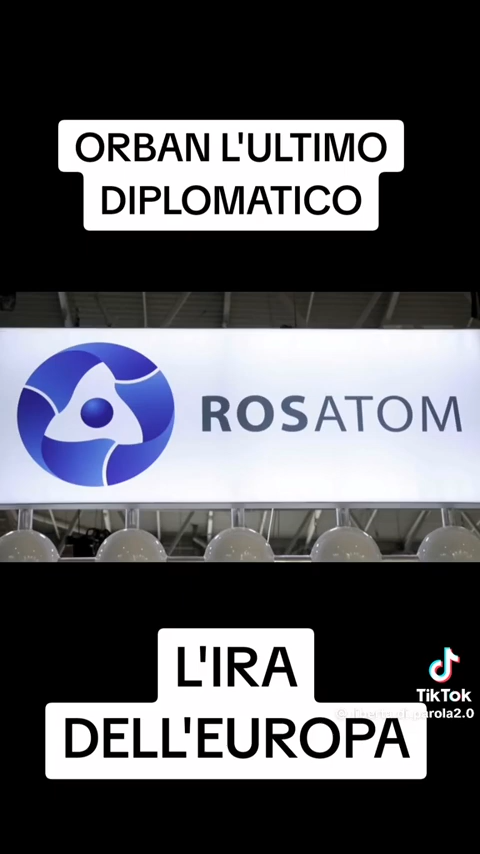 ORBAN L'ULTIMO
DIPLOMATICO
ROSATOM
L'IRA
DELL'EUROPA
TikTok